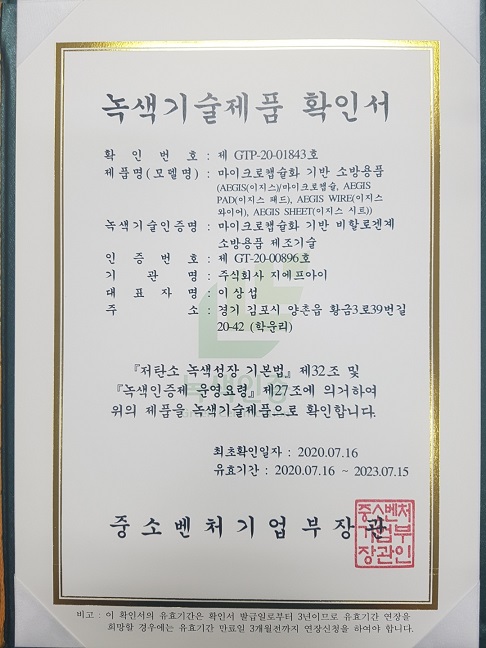 녹색기술제품 확인서
확 인 번 호 : 제 GTP-20-01843호
제품명(모델명) : 마이크로캡슐화 기반 소방용품
(AEGIS(이지스)/마이크로캡슐, AEGIS
PAD(이지스 패드), AEGIS WIRE(이지스
와이어), AEGIS SHEET(이지스 시트))
녹색기술인증명 : 마이크로캡슐화 기반 비할로겐계
소방용품 제조기술
인 증 번 호 : 제 GT-20-00896호
기 관 명 : 주식회사 지에프아이
대 표 자 명 : 이상섭
주 소 : 경기 김포시 양촌읍 황금3로39번길
20-42 (학운리)
녹색인증
『저탄소 녹색성장 기본법』 제32조 및
『녹색인증제 운영요령』 제27조에 의거하여
위의 제품을 녹색기술제품으로 확인합니다.
최초확인일자 : 2020.07.16
유효기간 : 2020.07.16 ~ 2023.07.15
중소벤처기업부장관
중소벤처
기업부
장관인
비고 : 이 확인서의 유효기간은 확인서 발급일로부터 3년이므로 유효기간 연장을
희망할 경우에는 유효기간 만료일 3개월전까지 연장신청을 하여야 합니다.